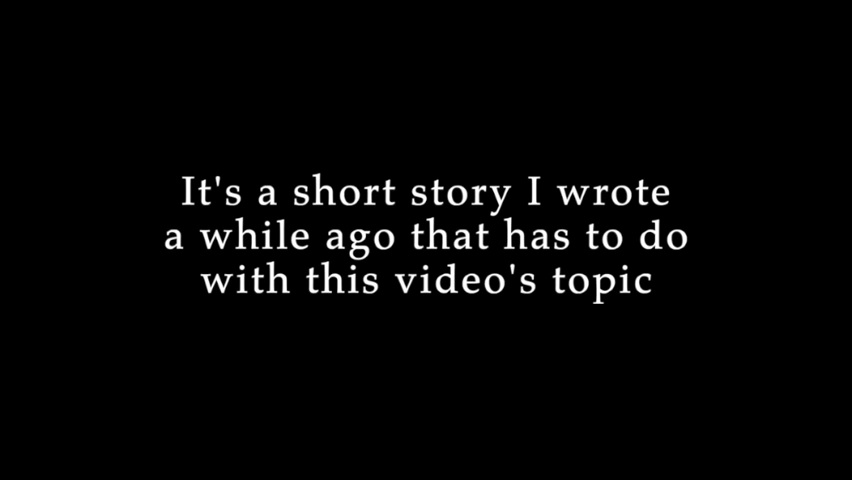 It's a short story I wrote
a while ago that has to do
with this video's topic